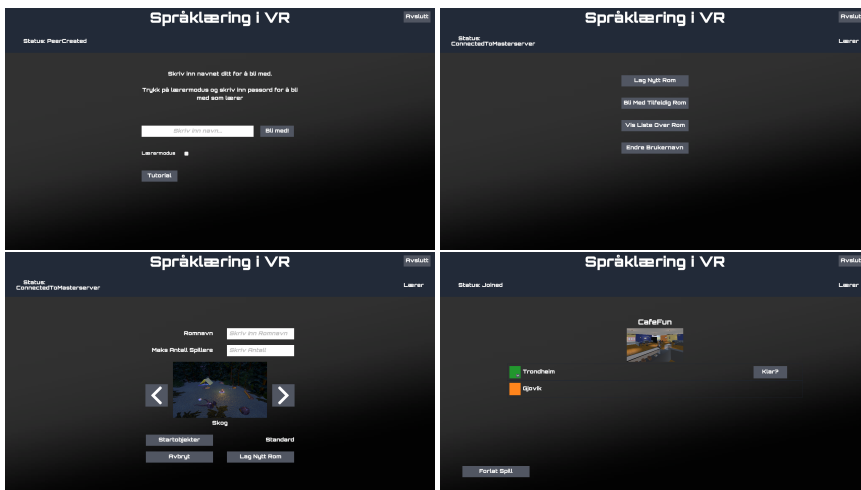 Språklæring i VR
Avslutt
Status: PeerCreated
Skriv inn navnet ditt for å bli med.
Trykk på lærermodus og skriv inn passord for å bli
med som lærer
Skriv inn navn...
Bli med!
Lærermodus
Tutorial
Språklæring i VR
Avslutt
Status:
ConnectedToMasterserver
Lærer
Lag Nytt Rom
Bli Med Tilfeldig Rom
Vis Liste Over Rom
Endre Brukernavn
Språklæring i VR
Avslutt
Status:
ConnectedToMasterserver
Lærer
Romnavn
Skriv Inn Romnavn
Maks Antall Spillere
Skriv Antall
Skog
Startobjekter
Standard
Avbryt
Lag Nytt Rom
Språklæring i VR
Avslutt
Status: Joined
Lærer
CafeFun
Trondheim
Klar?
Gjøvik
Forlat Spill